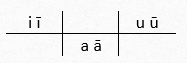 i ī u ū
a ā